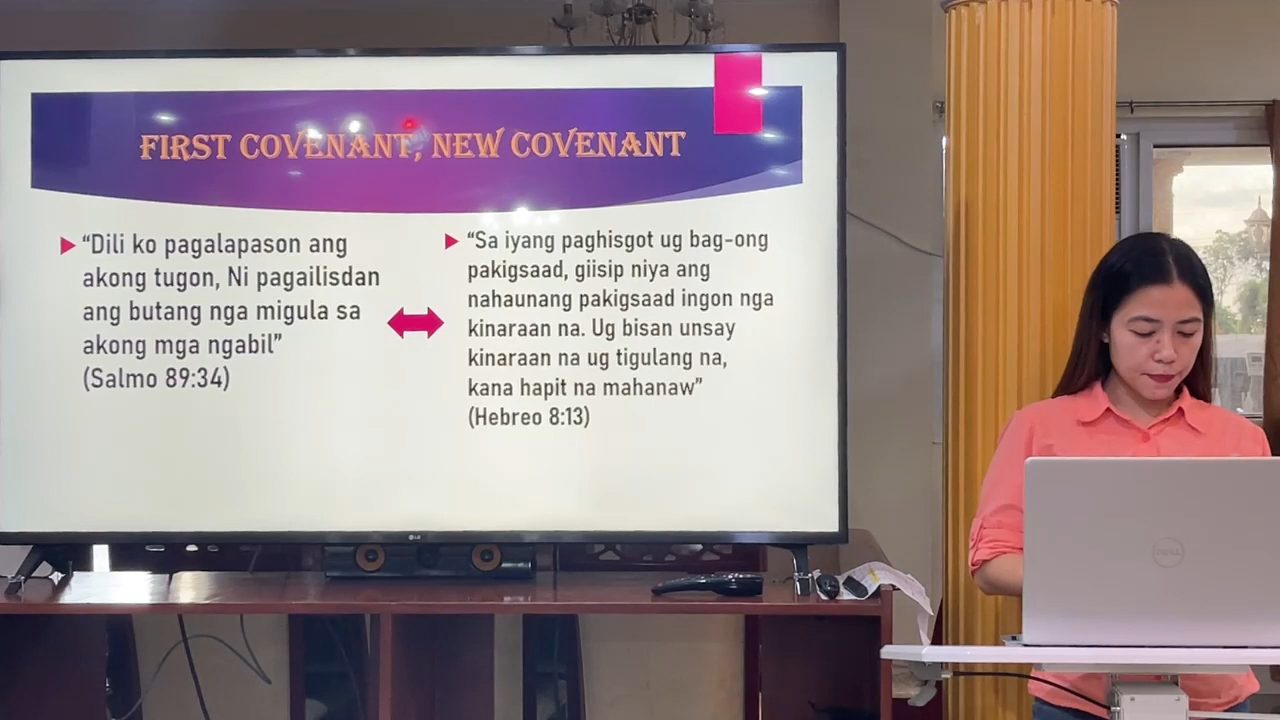 FIRST COVENANT, NEW COVENANT
“Dili ko pagalapason ang
akong tugon, Ni pagailisdan
ang butang nga migula sa
akong mga ngabil”
(Salmo 89:34)
“Sa iyang paghisgot ug bag-ong
pakigsaad, giisip niya ang
nahaunang pakigsaad ingon nga
kinaraan na. Ug bisan unsay
kinaraan na ug tigulang na,
kana hapit na mahanaw”
(Hebreo 8:13)
LG
DELL